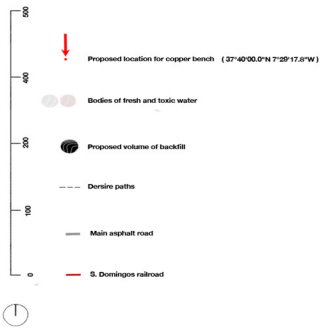 500
Proposed location for copper bench ( 37°40'00.0"N 7°29'17.8"W )
400
Bodies of fresh and toxic water
200
Proposed volume of backfill
Dersire paths
100
Main asphalt road
0
S. Domingos railroad